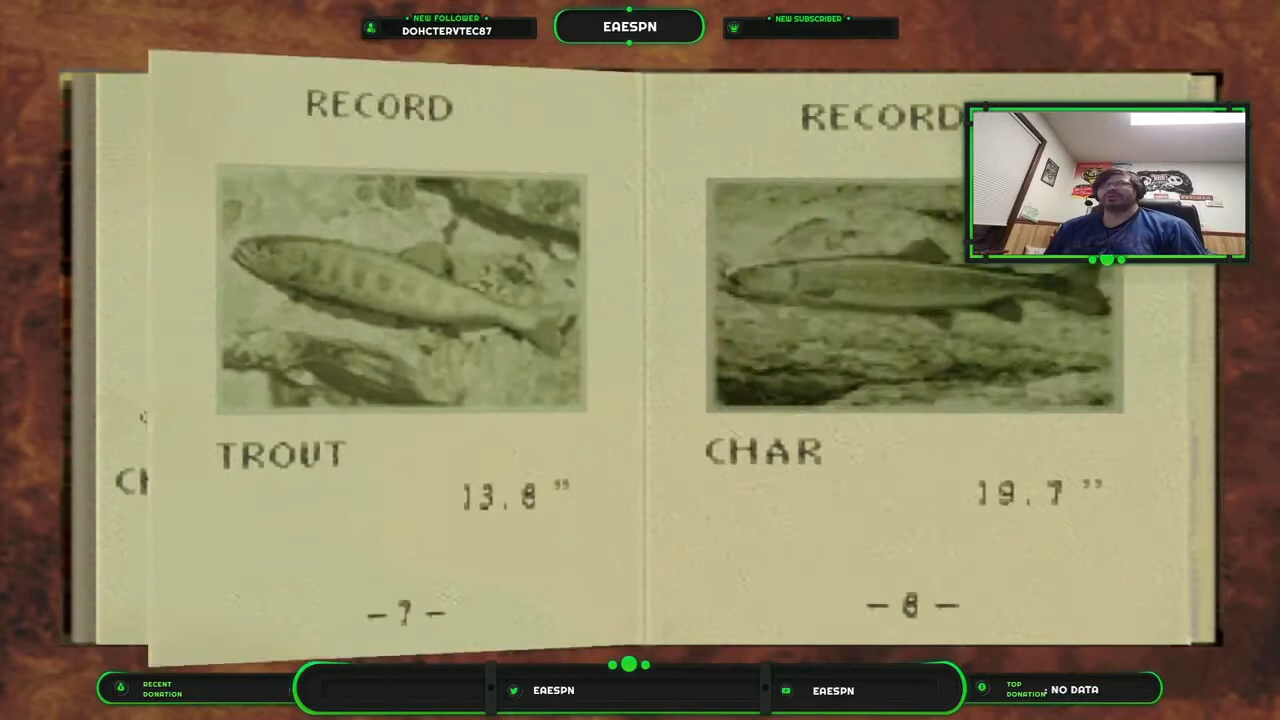 NEW FOLLOWER
DOHCTERVTEC87
EAESPN
NEW SUBSCRIBER
RECORD
TROUT
13.8 "
- 7 -
RECORD
CHAR
19.7 "
- 8 -
RECENT
DONATION
EAESPN
EAESPN
TOP
DONATION
: NO DATA